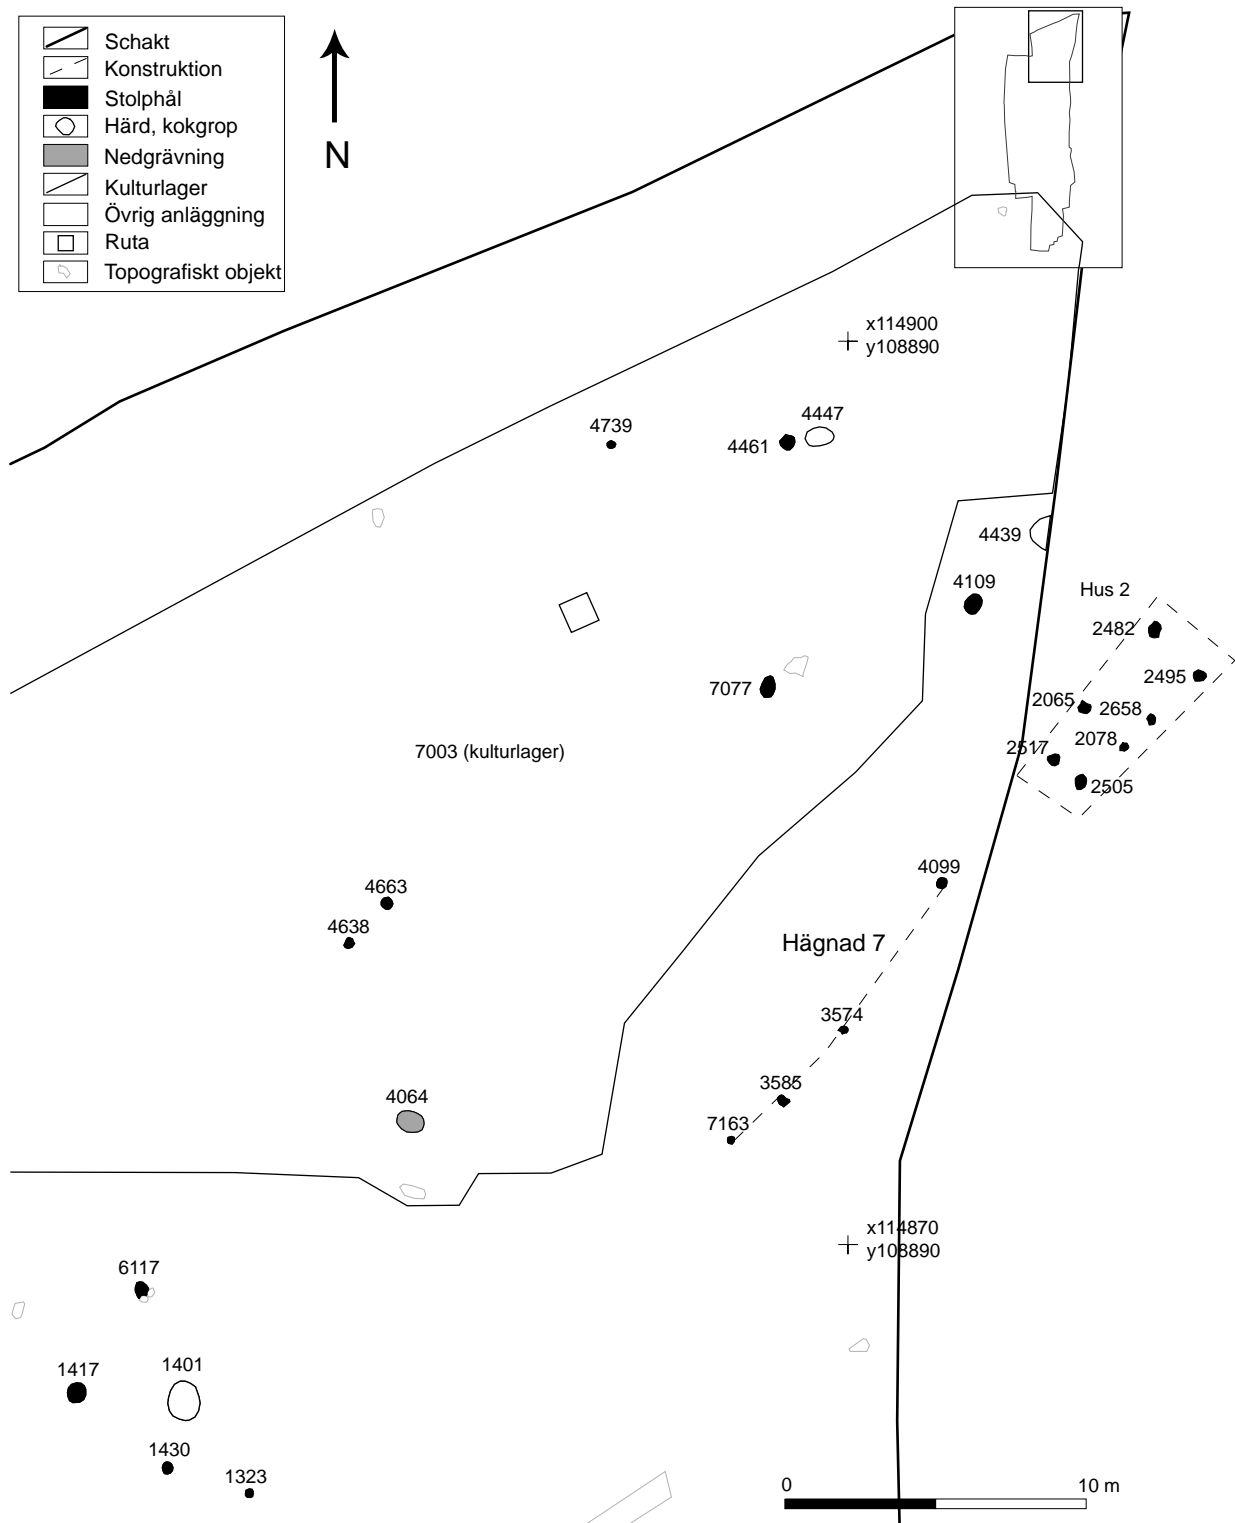 Schakt
Konstruktion
Stolphål
Härd, kokgrop
Nedgrävning
Kulturlager
Övrig anläggning
Ruta
Topografiskt objekt
N
x114900
y108890
4739
4447
4461
4439
4109
Hus 2
2482
2495
7077
2065
2658
2078
2517
2505
7003 (kulturlager)
4099
4663
4638
Hägnad 7
3574
3585
4064
7163
x114870
y108890
6117
1417
1401
1430
1323
0
10 m